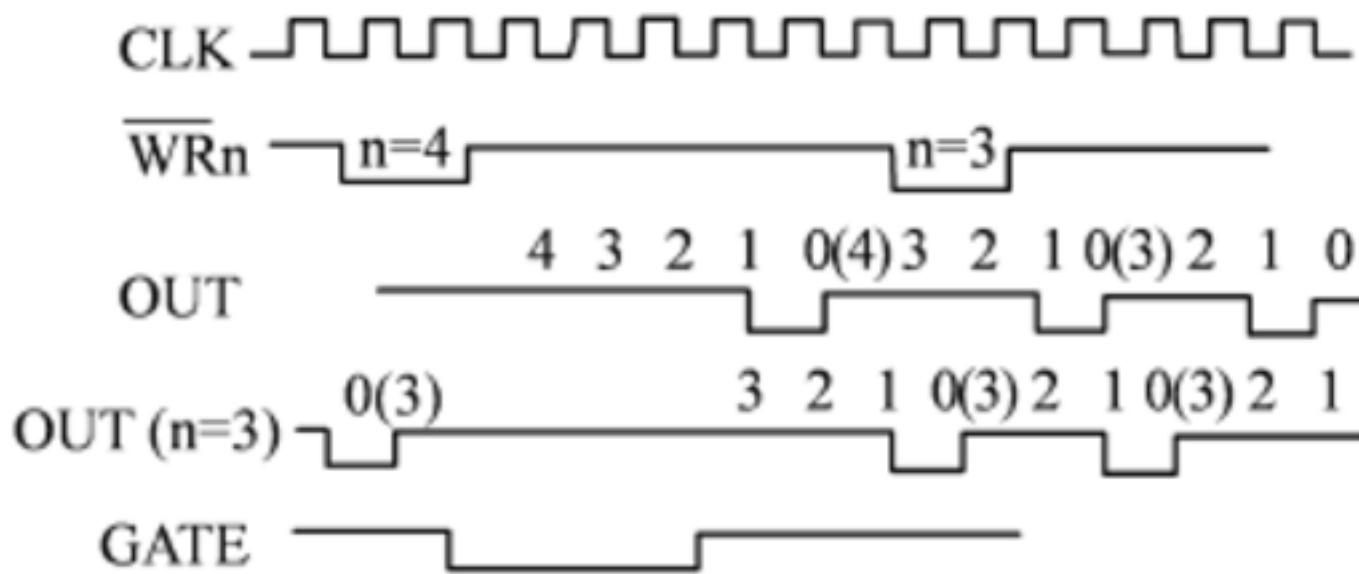 CLK
W̅R̅n n=4 n=3
4 3 2 1 0(4) 3 2 1 0(3) 2 1 0
OUT
0(3) 3 2 1 0(3) 2 1 0(3) 2 1
OUT (n=3)
GATE